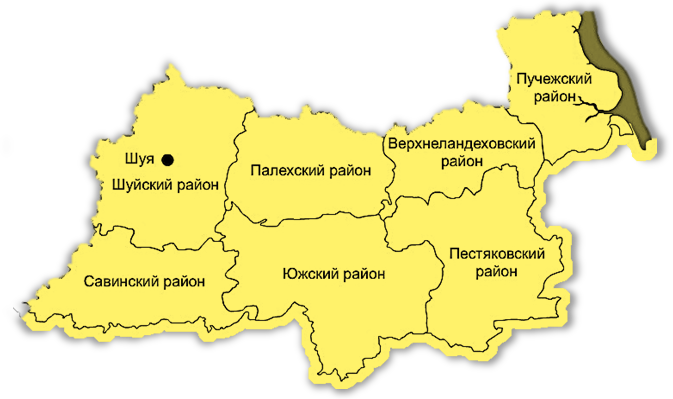 Пучежский
район
Верхнеландеховский
район
Шуя
Шуйский район
Палехский район
Пестяковский
район
Савинский район
Южский район